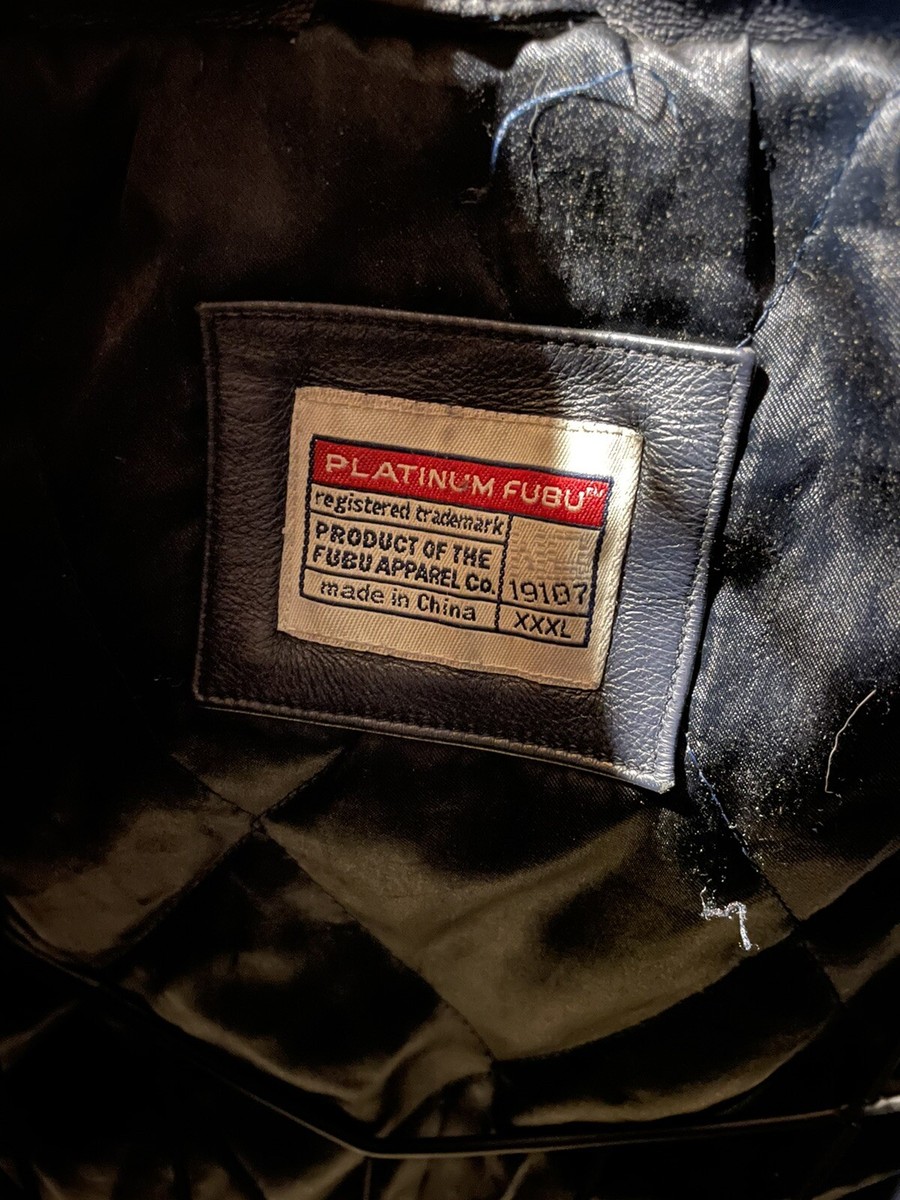 PLATINUM FUBU™
registered trademark
PRODUCT OF THE
FUBU APPAREL CO.
19107
made in China
XXXL